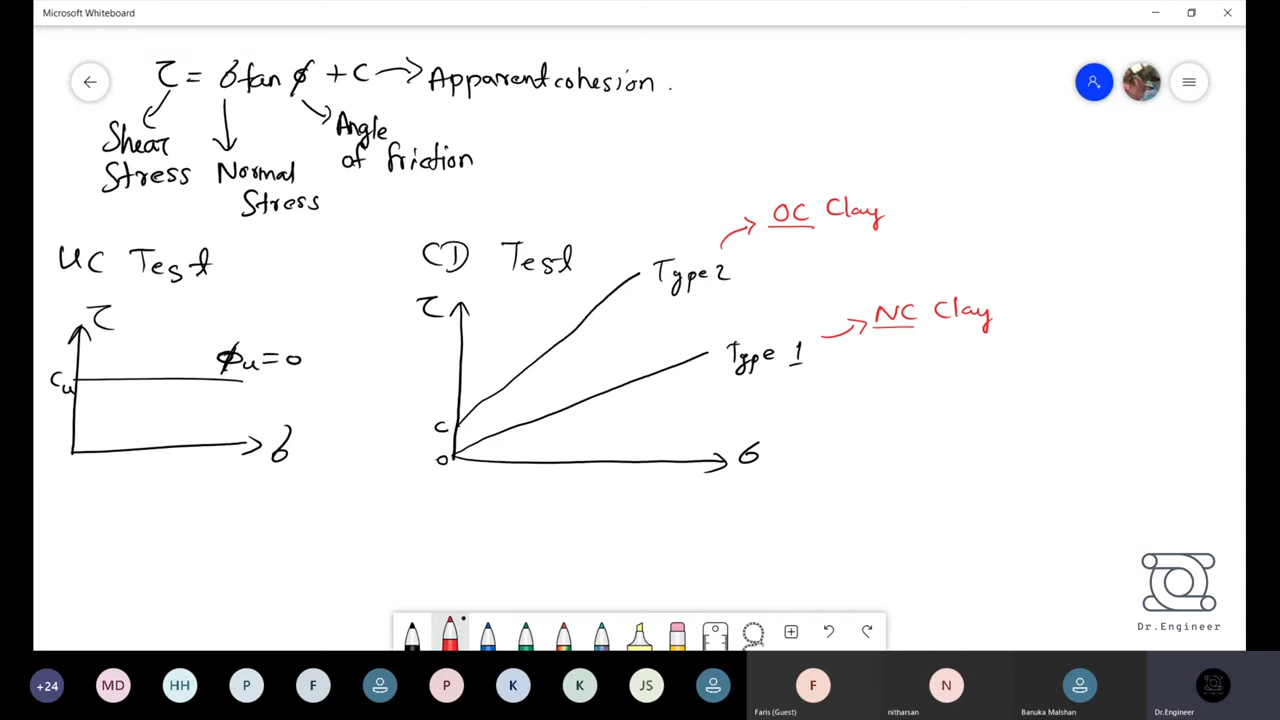 Microsoft Whiteboard
τ = σ tan ϕ + C → Apparent cohesion.
Shear Stress
Normal Stress
Angle of friction
OC Clay
UC Test
CD Test
Type 2
NC Clay
τ
τ
Type 1
ϕu = 0
Cu
C
O
σ
σ
Dr.Engineer
+24
MD
HH
P
F
P
K
K
JS
F
N
Faris (Guest)
nitharsan
Banuka Malshan
Dr.Engineer